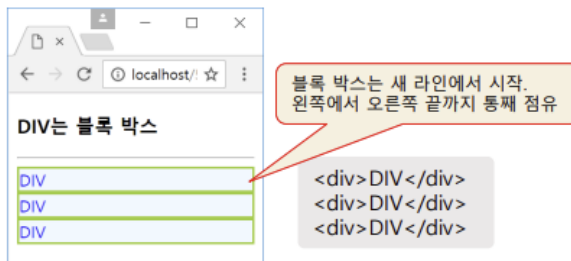 localhost/!
DIV는 블록 박스
DIV
DIV
DIV
블록 박스는 새 라인에서 시작.
왼쪽에서 오른쪽 끝까지 통째 점유
<div>DIV</div>
<div>DIV</div>
<div>DIV</div>